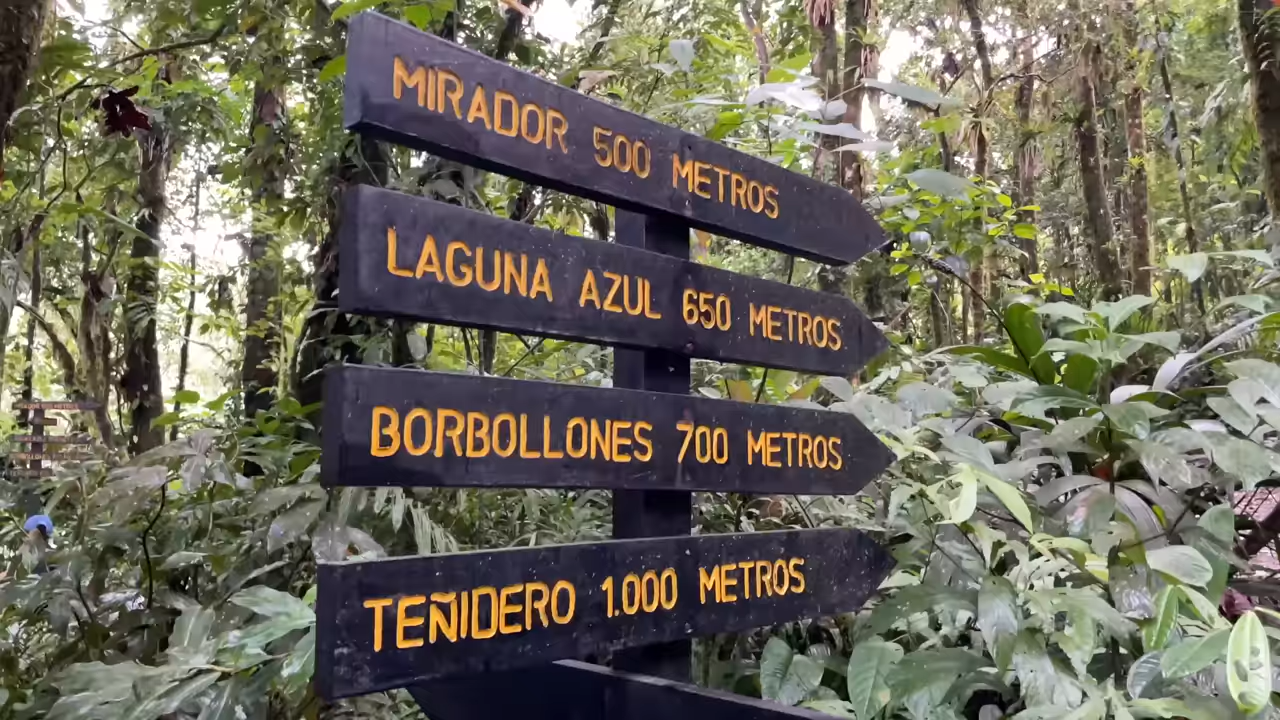 MIRADOR 500 METROS
LAGUNA AZUL 650 METROS
BORBOLLONES 700 METROS
TEÑIDERO 1.000 METROS